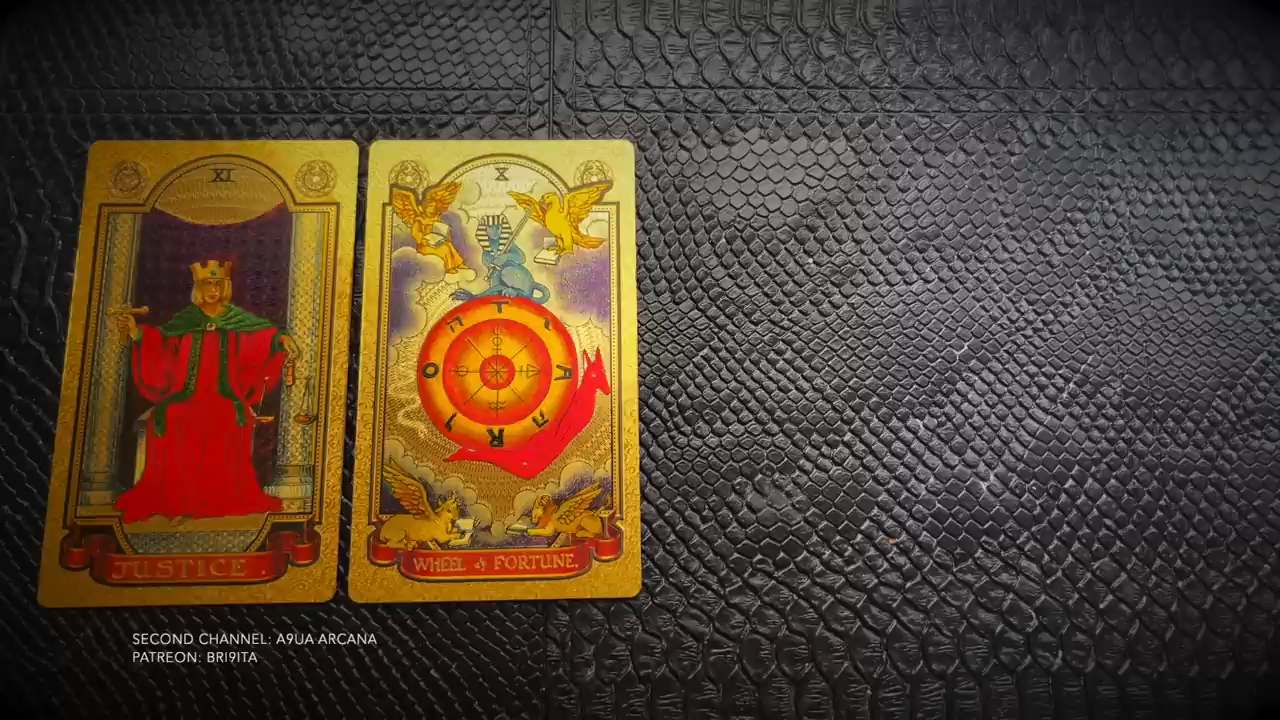 XI
X
JUSTICE.
WHEEL of FORTUNE.
T
A
R
O
SECOND CHANNEL: A9UA ARCANA
PATREON: BRI9ITA